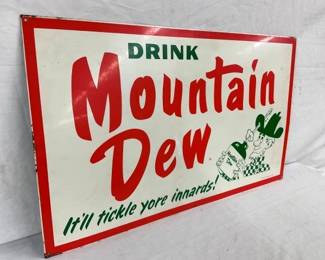 DRINK
Mountain
Dew
It'll tickle yore innards!